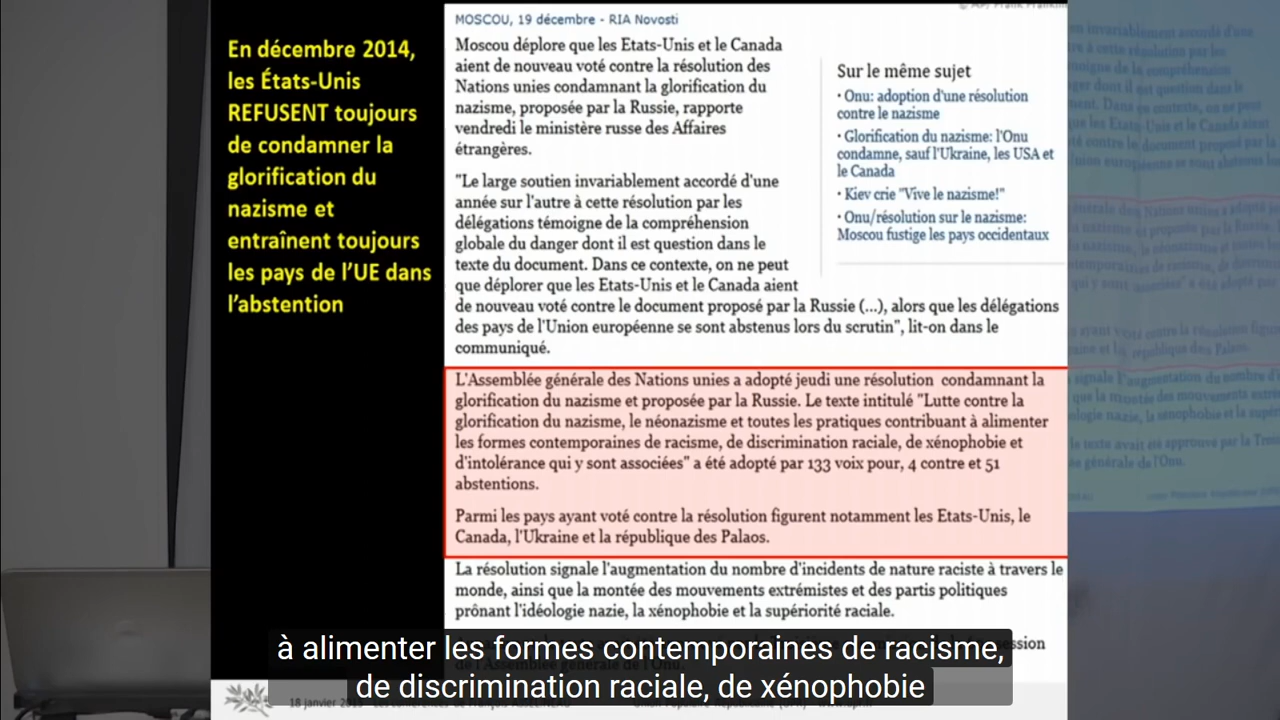 En décembre 2014,
les États-Unis
REFUSENT toujours
de condamner la
glorification du
nazisme et
entraînent toujours
les pays de l'UE dans
l'abstention
MOSCOU, 19 décembre - RIA Novosti
Moscou déplore que les Etats-Unis et le Canada
aient de nouveau voté contre la résolution des
Nations unies condamnant la glorification du
nazisme, proposée par la Russie, rapporte
vendredi le ministère russe des Affaires
étrangères.
"Le large soutien invariablement accordé d'une
année sur l'autre à cette résolution par les
délégations témoigne de la compréhension
globale du danger dont il est question dans le
texte du document. Dans ce contexte, on ne peut
que déplorer que les Etats-Unis et le Canada aient
de nouveau voté contre le document proposé par la Russie (...), alors que les délégations
des pays de l'Union européenne se sont abstenus lors du scrutin", lit-on dans le
communiqué.
Sur le même sujet
· Onu: adoption d'une résolution
contre le nazisme
· Glorification du nazisme: l'Onu
condamne, sauf l'Ukraine, les USA et
le Canada
· Kiev crie "Vive le nazisme!"
· Onu/résolution sur le nazisme:
Moscou fustige les pays occidentaux
L'Assemblée générale des Nations unies a adopté jeudi une résolution condamnant la
glorification du nazisme et proposée par la Russie. Le texte intitulé "Lutte contre la
glorification du nazisme, le néonazisme et toutes les pratiques contribuant à alimenter
les formes contemporaines de racisme, de discrimination raciale, de xénophobie et
d'intolérance qui y sont associées" a été adopté par 133 voix pour, 4 contre et 51
abstentions.
Parmi les pays ayant voté contre la résolution figurent notamment les Etats-Unis, le
Canada, l'Ukraine et la république des Palaos.
La résolution signale l'augmentation du nombre d'incidents de nature raciste à travers le
monde, ainsi que la montée des mouvements extrémistes et des partis politiques
prônant l'idéologie nazie, la xénophobie et la supériorité raciale.
à alimenter les formes contemporaines de racisme,
de discrimination raciale, de xénophobie